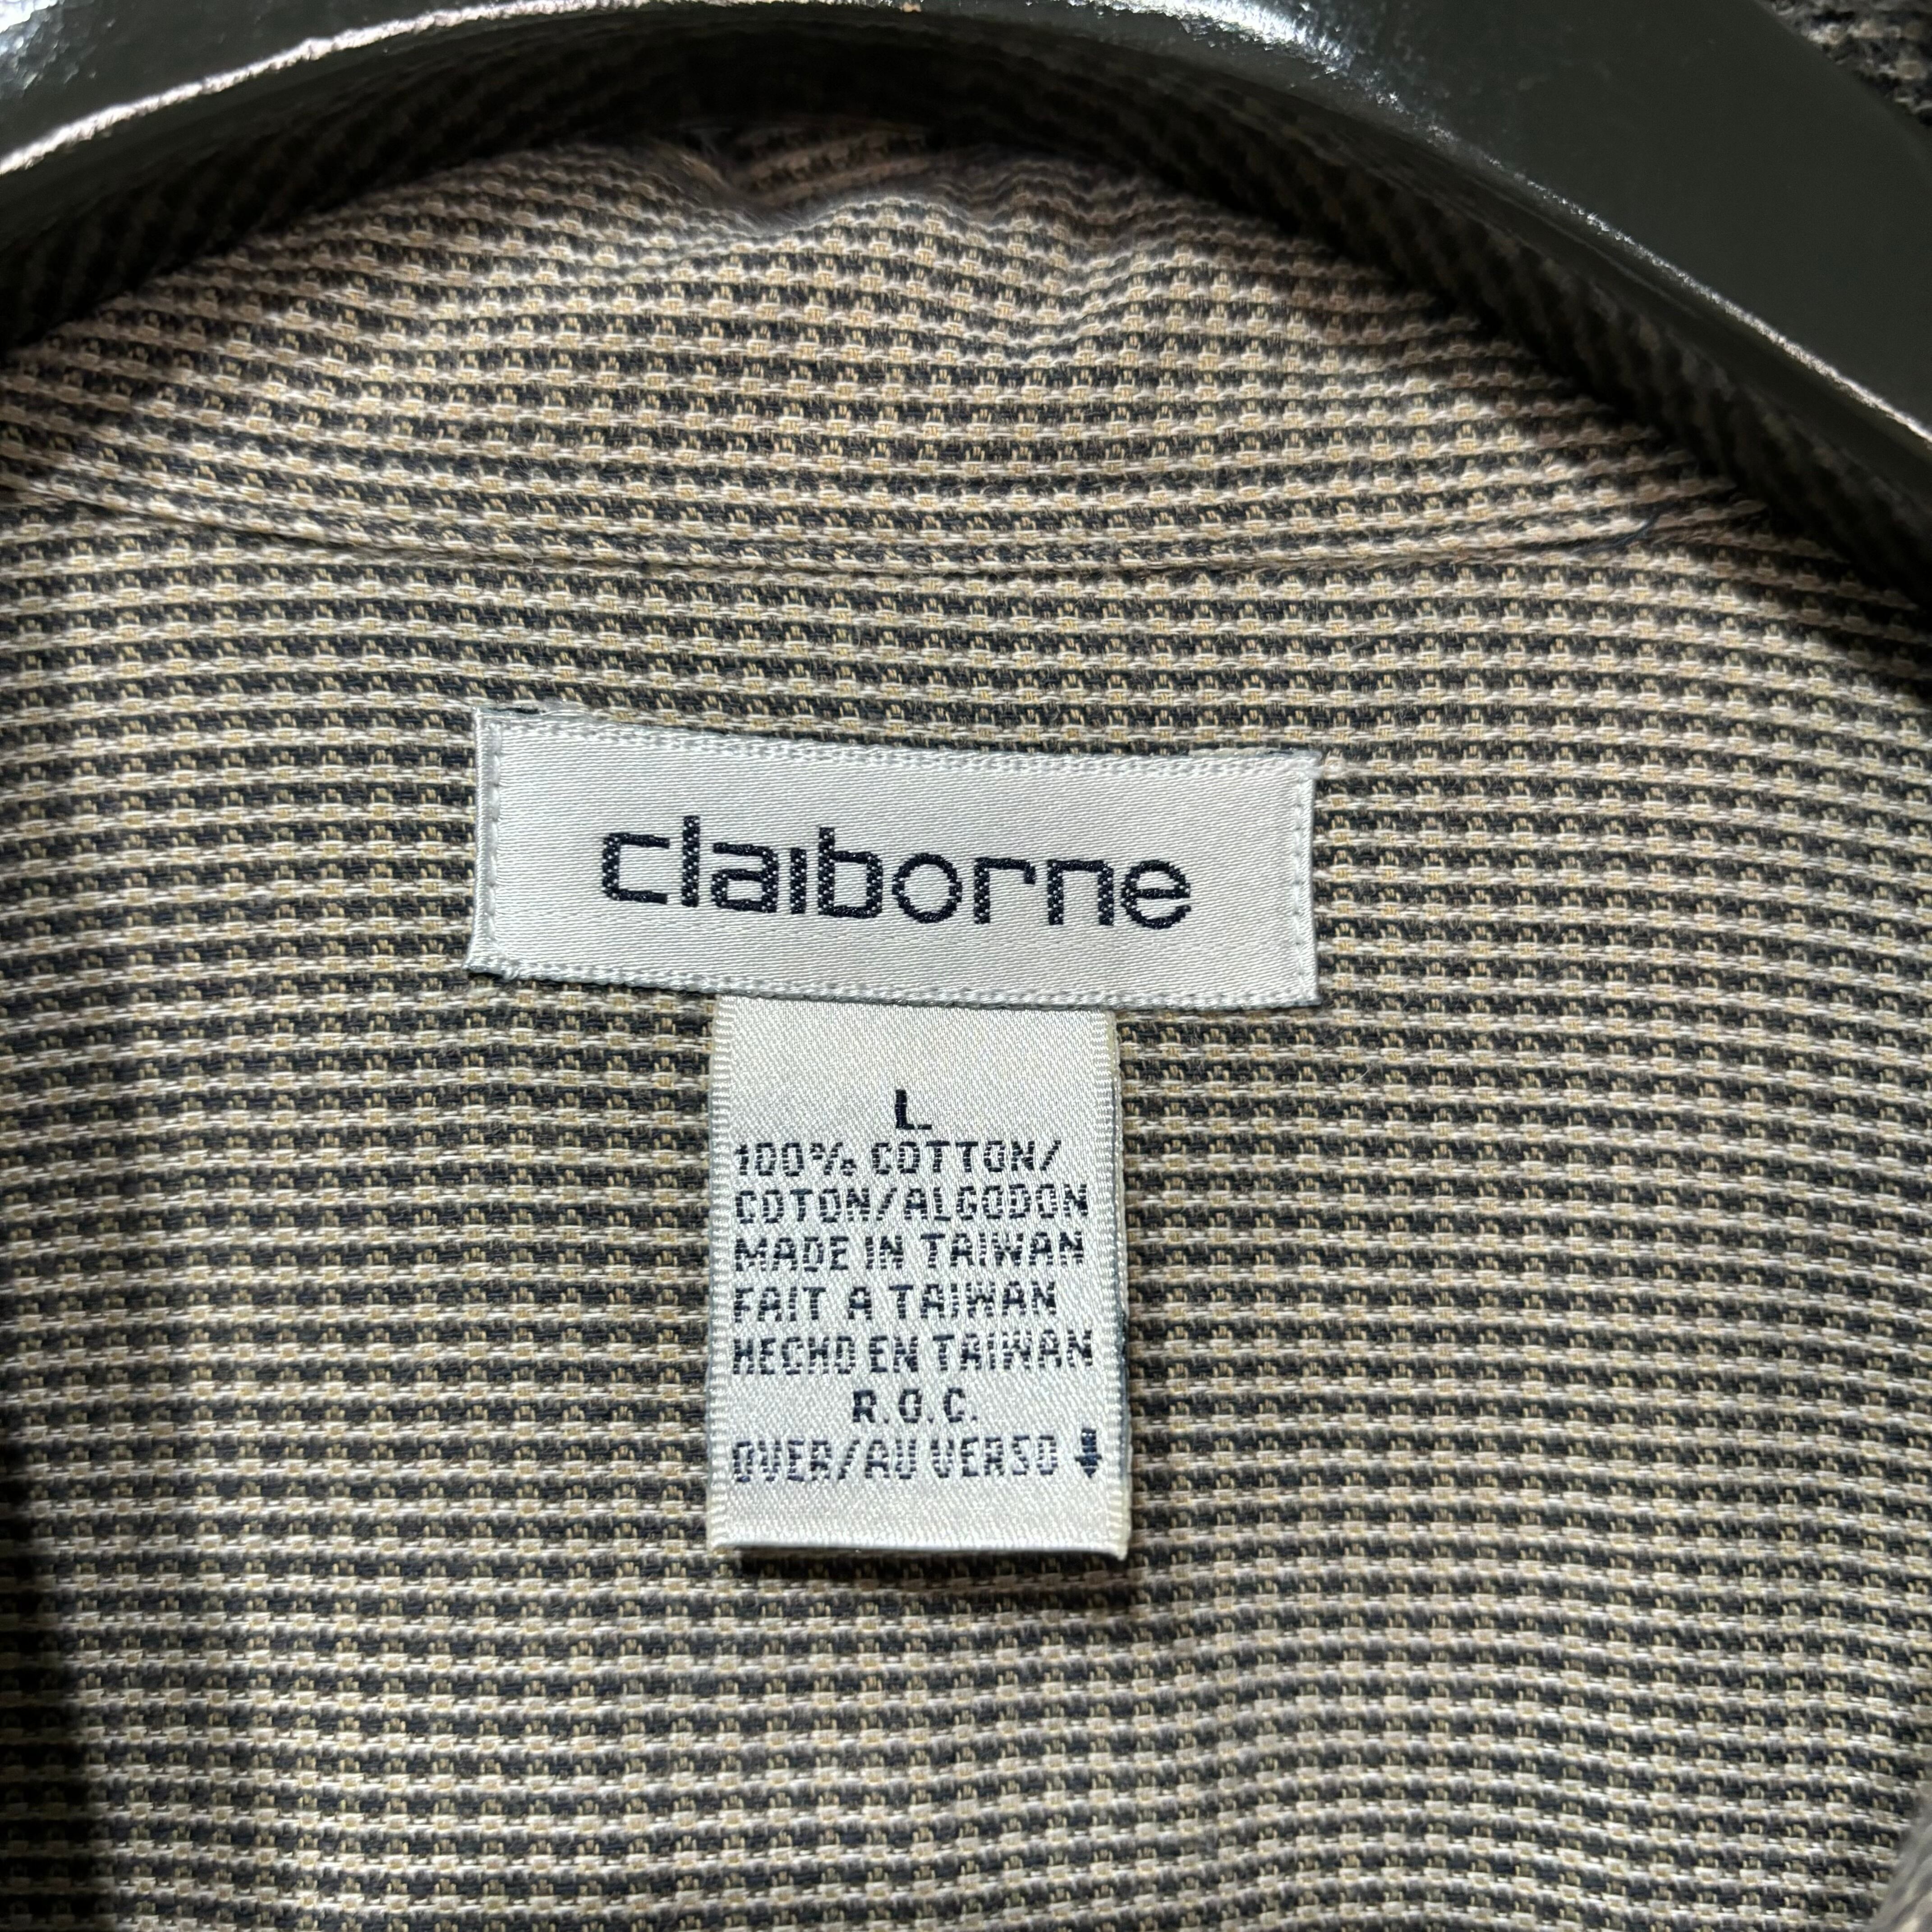 claiborne
L
100% COTTON/
COTON/ALGODON
MADE IN TAIWAN
FAIT A TAIWAN
HECHO EN TAIWAN
R.O.C.
OVER/AU VERSO